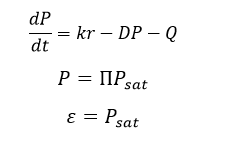 dP/dt = kr − DP − Q
P = ΠP_sat
ε = P_sat